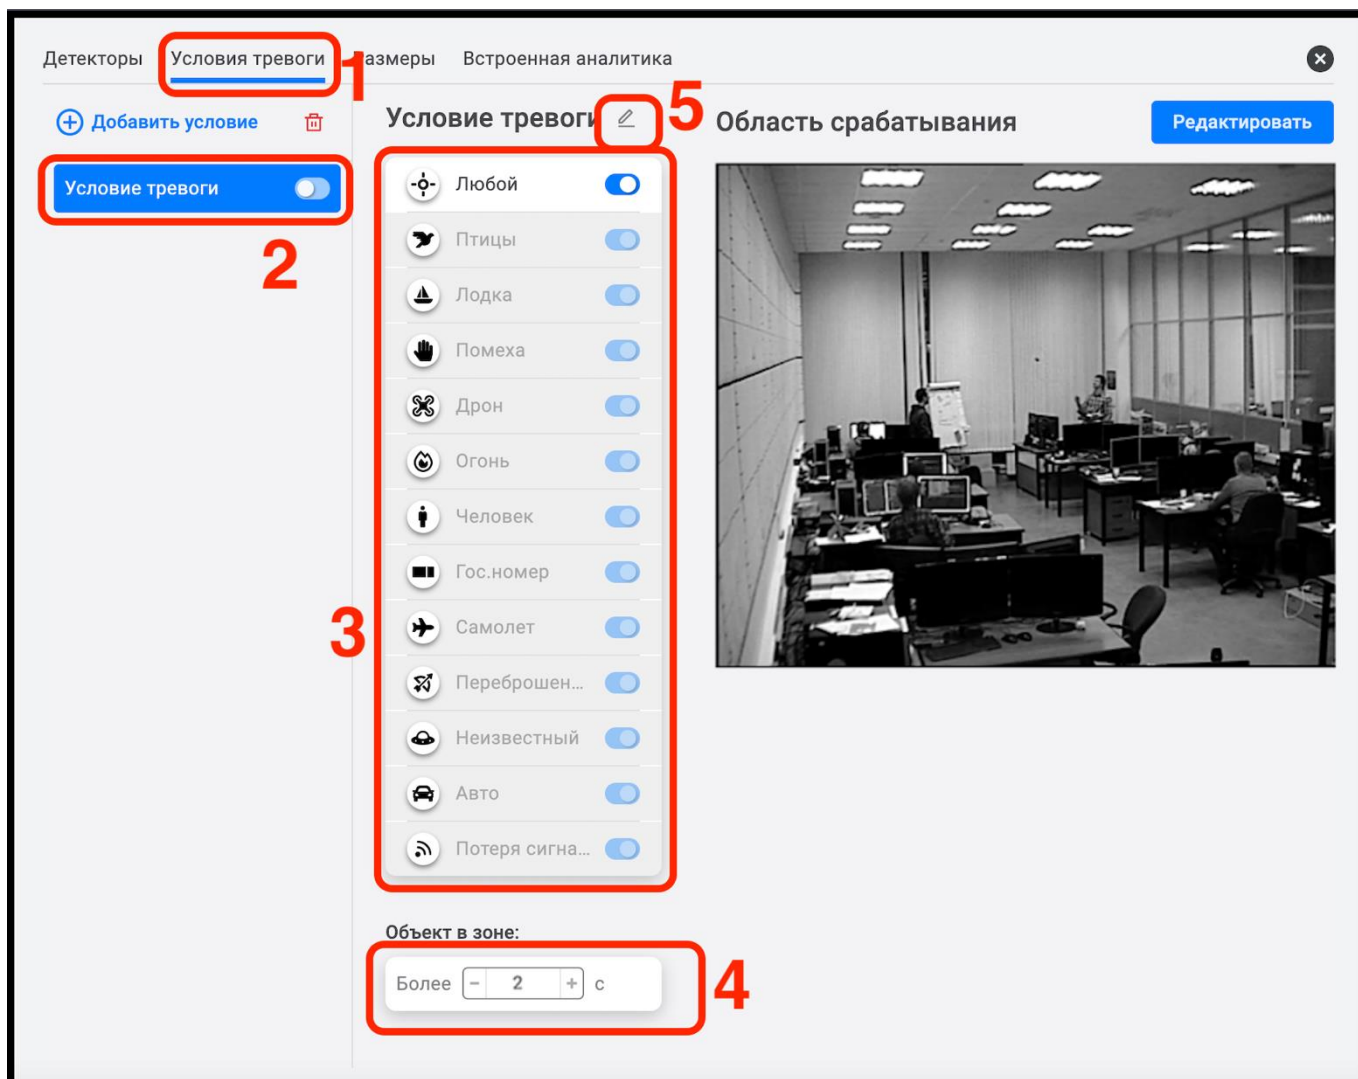 Детекторы Условия тревоги Размеры Встроенная аналитика
1
Добавить условие
Условие тревоги
2
Условие тревоги
5
Любой
Птицы
Лодка
Помеха
Дрон
Огонь
Человек
Гос.номер
Самолет
Переброшен...
Неизвестный
Авто
Потеря сигна...
3
Объект в зоне:
Более - 2 + с
4
Область срабатывания
Редактировать